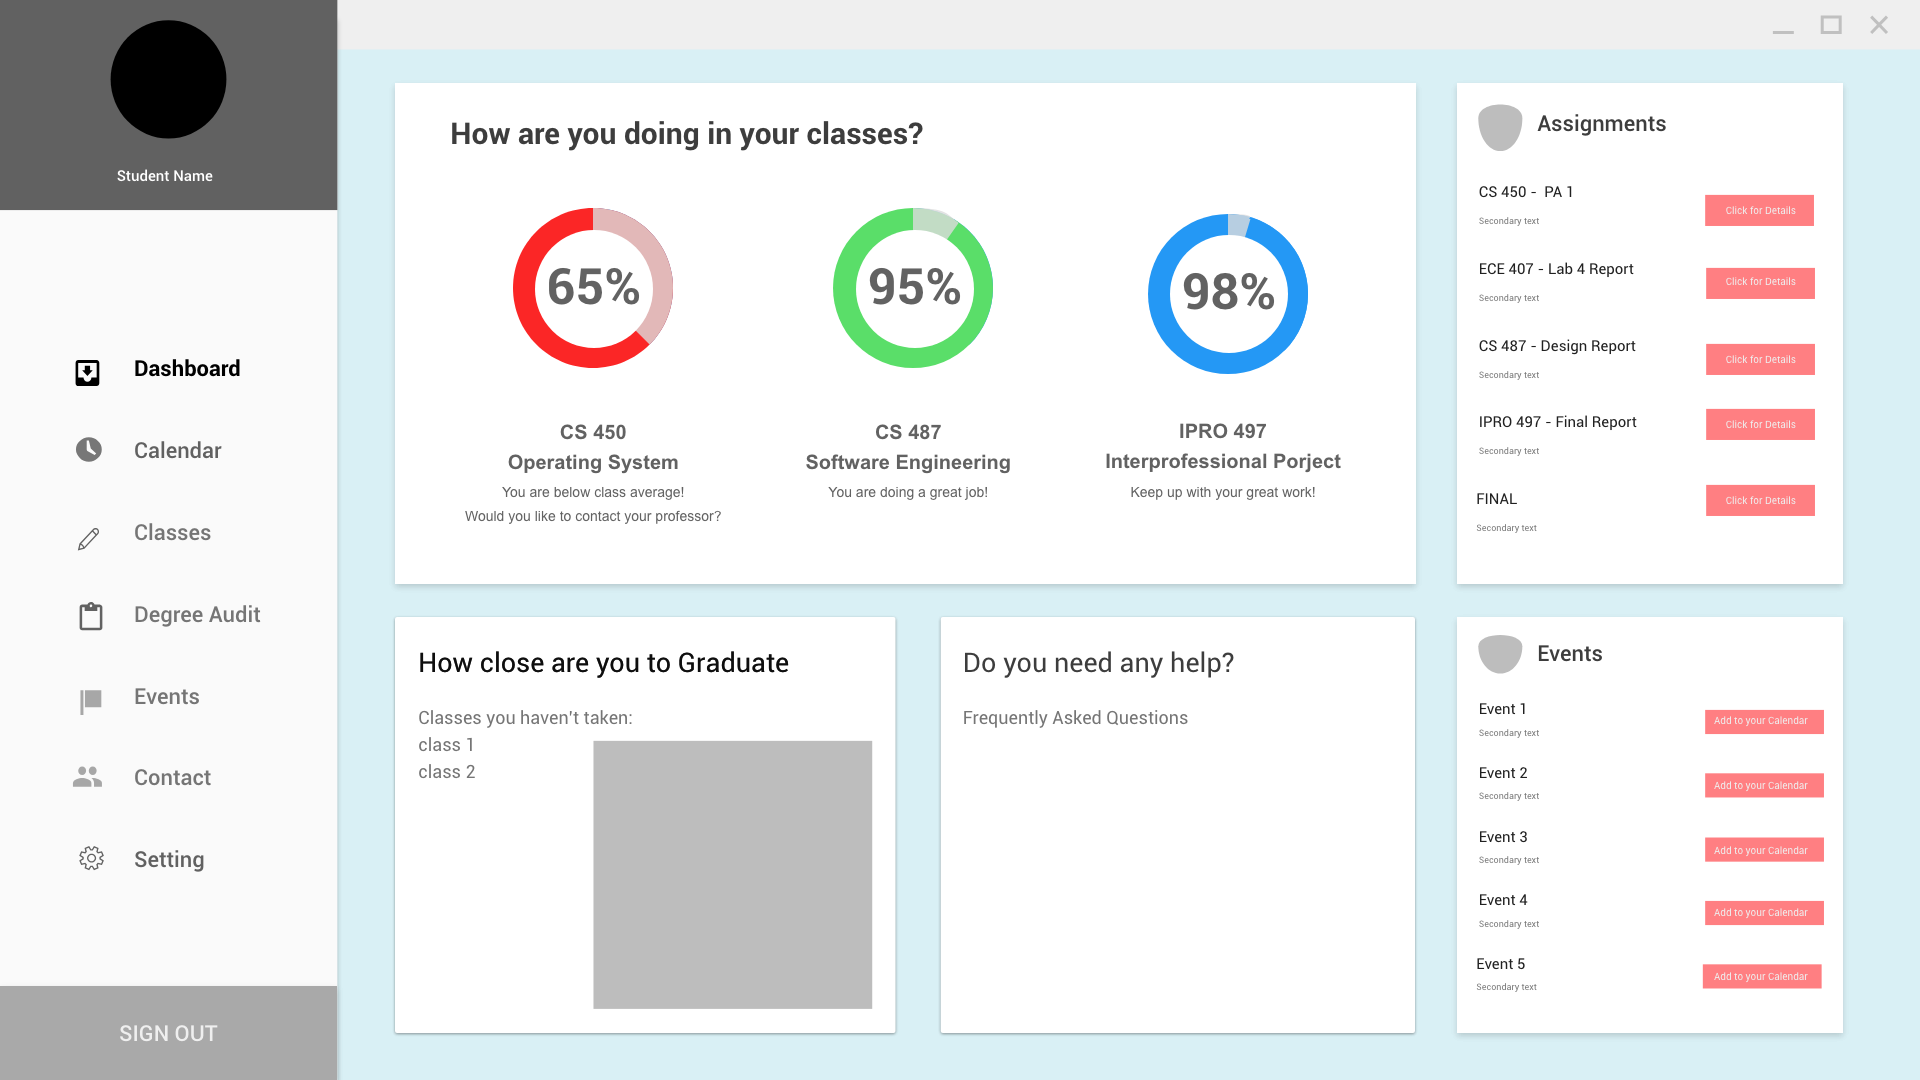 Student Name
Dashboard
Calendar
Classes
Degree Audit
Events
Contact
Setting
SIGN OUT
How are you doing in your classes?
65%
CS 450
Operating System
You are below class average!
Would you like to contact your professor?
95%
CS 487
Software Engineering
You are doing a great job!
98%
IPRO 497
Interprofessional Porject
Keep up with your great work!
Assignments
CS 450 - PA 1
Secondary text
Click for Details
ECE 407 - Lab 4 Report
Secondary text
Click for Details
CS 487 - Design Report
Secondary text
Click for Details
IPRO 497 - Final Report
Secondary text
Click for Details
FINAL
Secondary text
Click for Details
How close are you to Graduate
Classes you haven't taken:
class 1
class 2
Do you need any help?
Frequently Asked Questions
Events
Event 1
Secondary text
Add to your Calendar
Event 2
Secondary text
Add to your Calendar
Event 3
Secondary text
Add to your Calendar
Event 4
Secondary text
Add to your Calendar
Event 5
Secondary text
Add to your Calendar